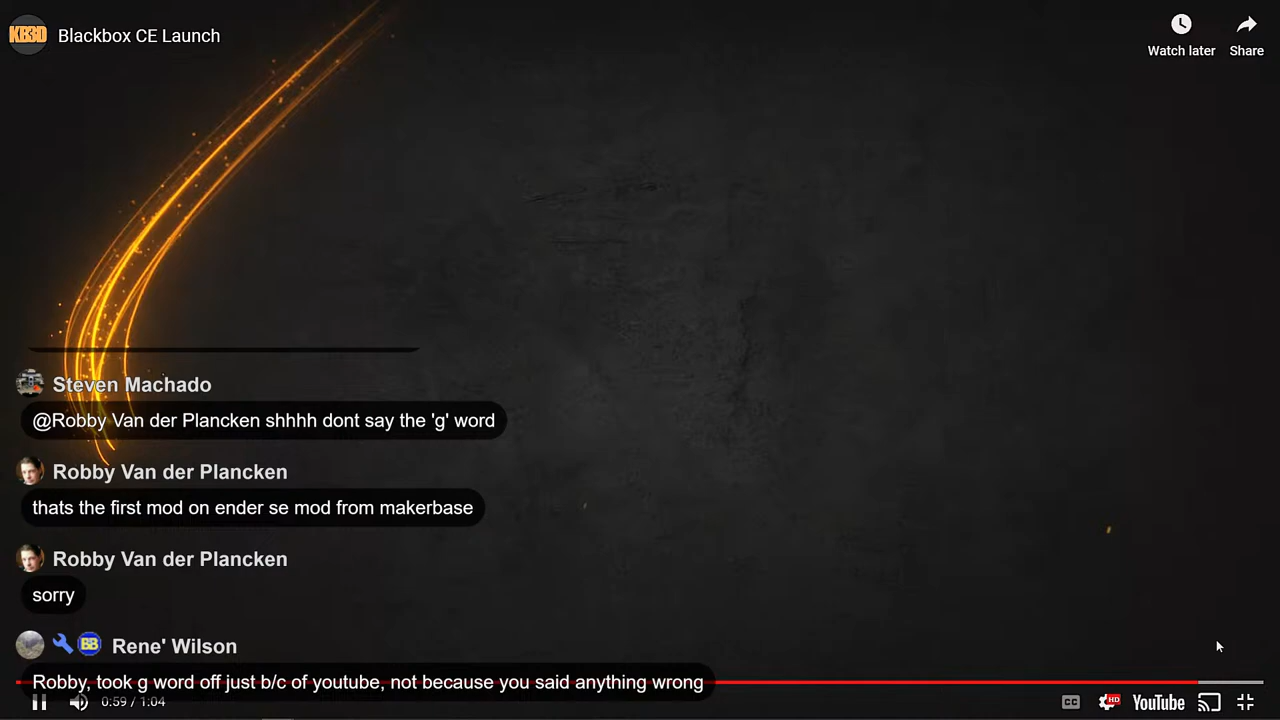 KB3D
Blackbox CE Launch
Watch later
Share
Steven Machado
@Robby Van der Plancken shhhh dont say the 'g' word
Robby Van der Plancken
thats the first mod on ender se mod from makerbase
Robby Van der Plancken
sorry
BB
Rene' Wilson
Robby, took g word off just b/c of youtube, not because you said anything wrong
0:59 / 1:04
CC
HD
YouTube